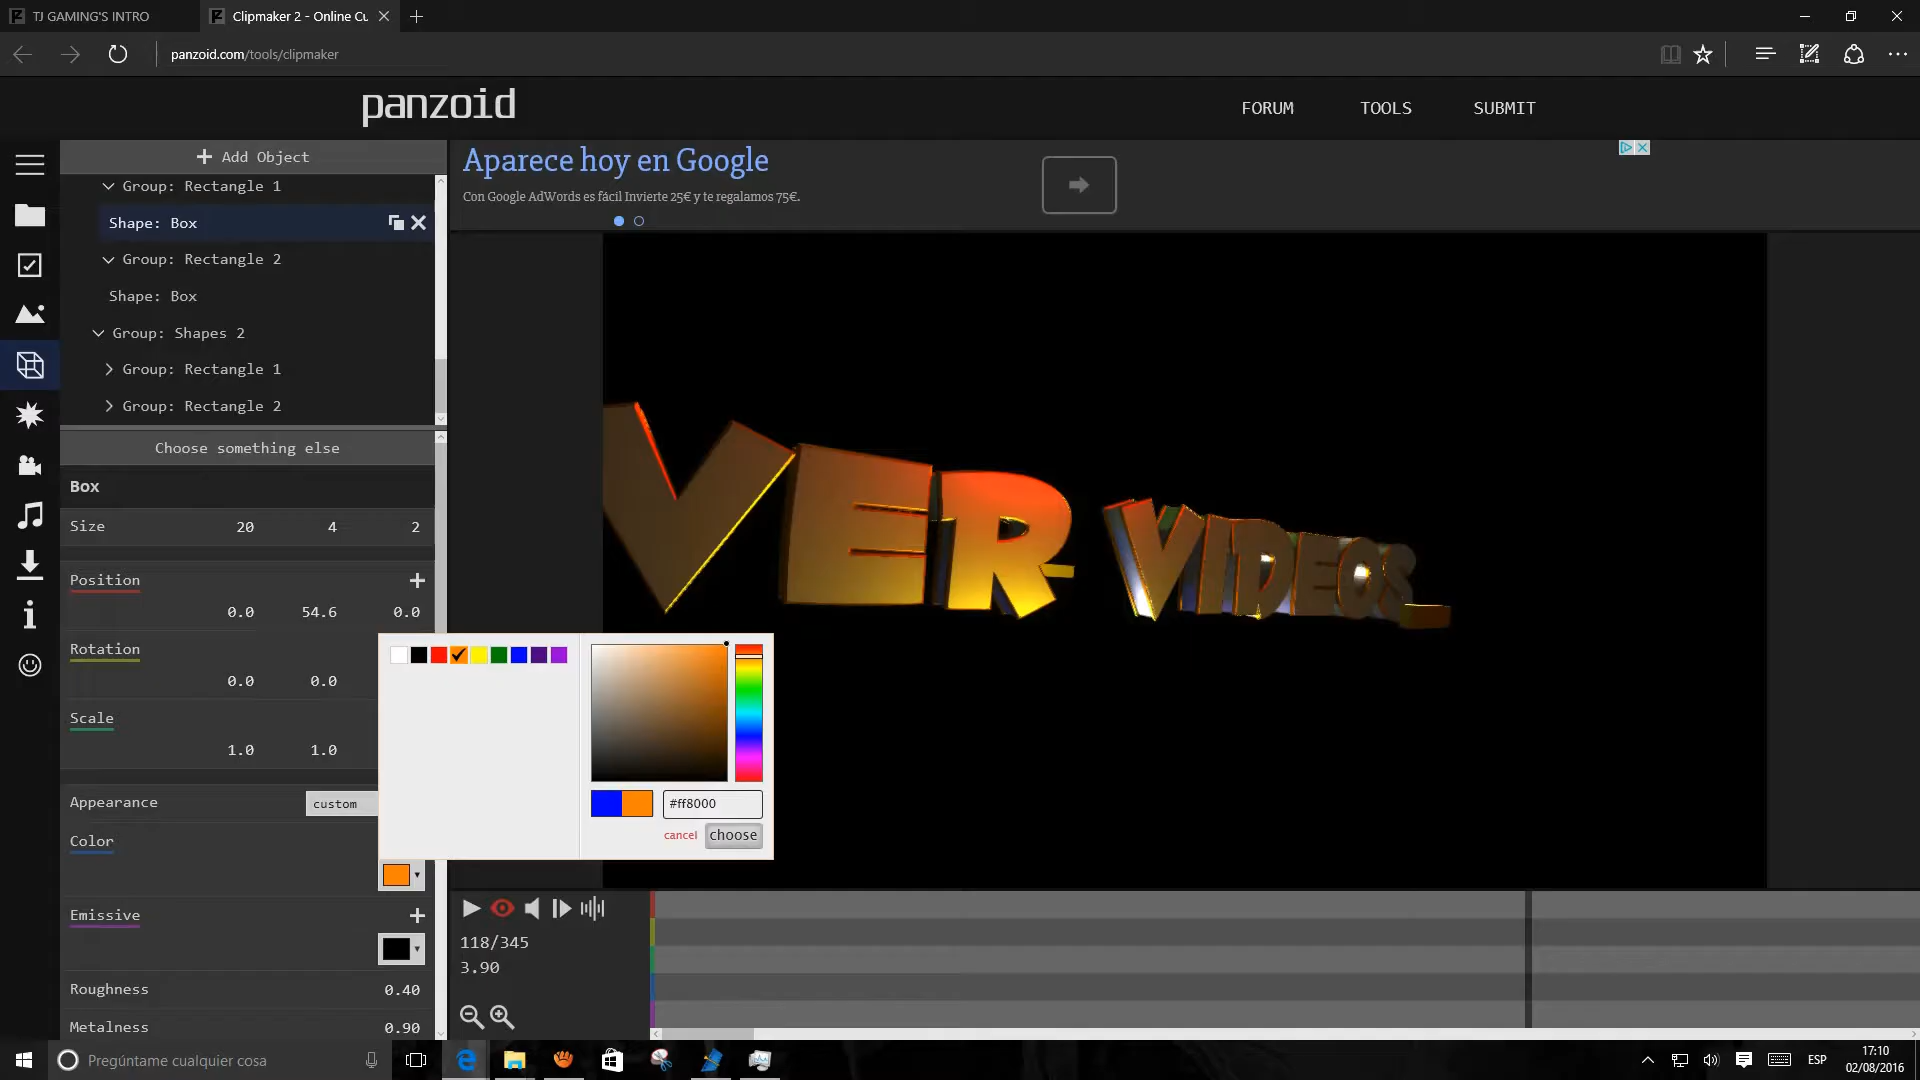 TJ GAMING'S INTRO
Clipmaker 2 - Online Cu
panzoid.com/tools/clipmaker
panzoid
FORUM
TOOLS
SUBMIT
Add Object
Group: Rectangle 1
Shape: Box
Group: Rectangle 2
Shape: Box
Group: Shapes 2
Group: Rectangle 1
Group: Rectangle 2
Choose something else
Box
Size 20 4 2
Position
0.0 54.6 0.0
Rotation
0.0 0.0
Scale
1.0 1.0
Appearance custom
Color
Emissive
Roughness 0.40
Metalness 0.90
Aparece hoy en Google
Con Google AdWords es fácil Invierte 25€ y te regalamos 75€.
VER VIDEOS
#ff8000
cancel choose
118/345
3.90
Pregúntame cualquier cosa
ESP
17:10
02/08/2016